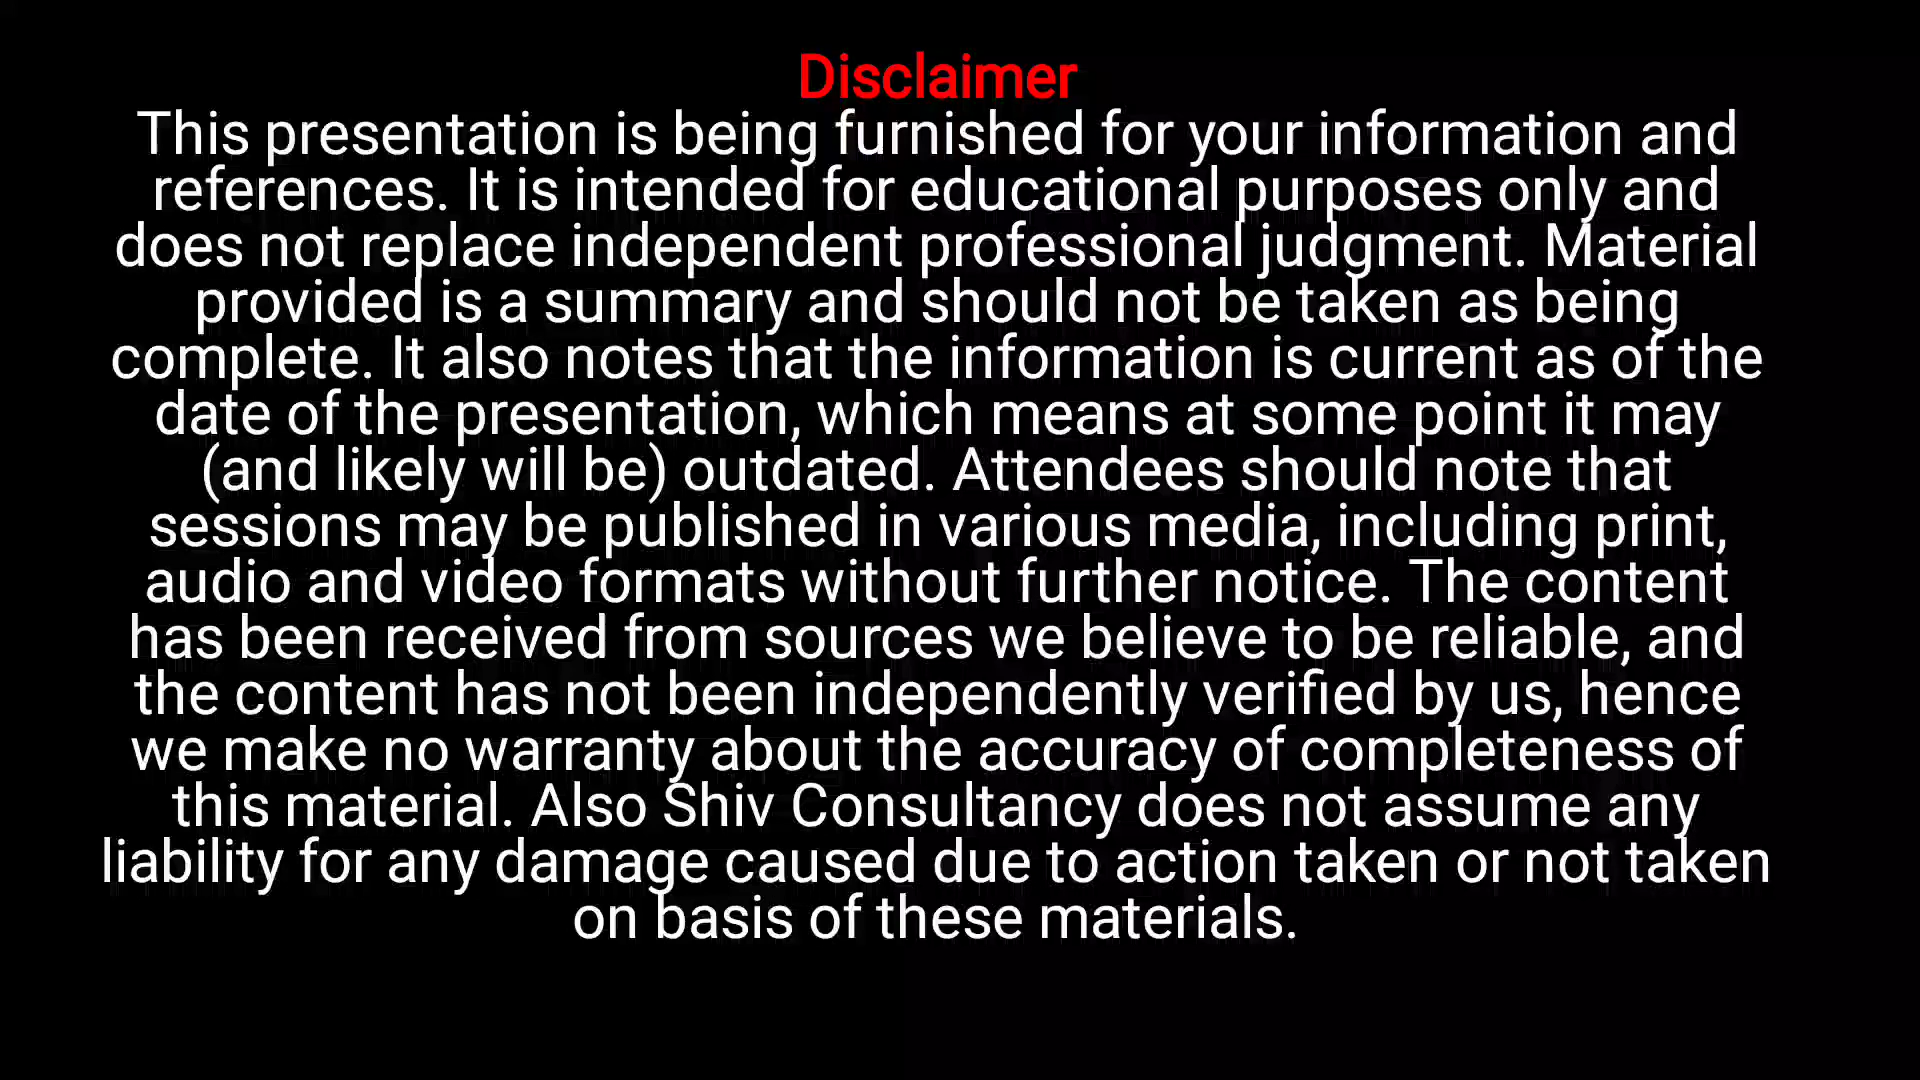 Disclaimer
This presentation is being furnished for your information and
references. It is intended for educational purposes only and
does not replace independent professional judgment. Material
provided is a summary and should not be taken as being
complete. It also notes that the information is current as of the
date of the presentation, which means at some point it may
(and likely will be) outdated. Attendees should note that
sessions may be published in various media, including print,
audio and video formats without further notice. The content
has been received from sources we believe to be reliable, and
the content has not been independently verified by us, hence
we make no warranty about the accuracy of completeness of
this material. Also Shiv Consultancy does not assume any
liability for any damage caused due to action taken or not taken
on basis of these materials.